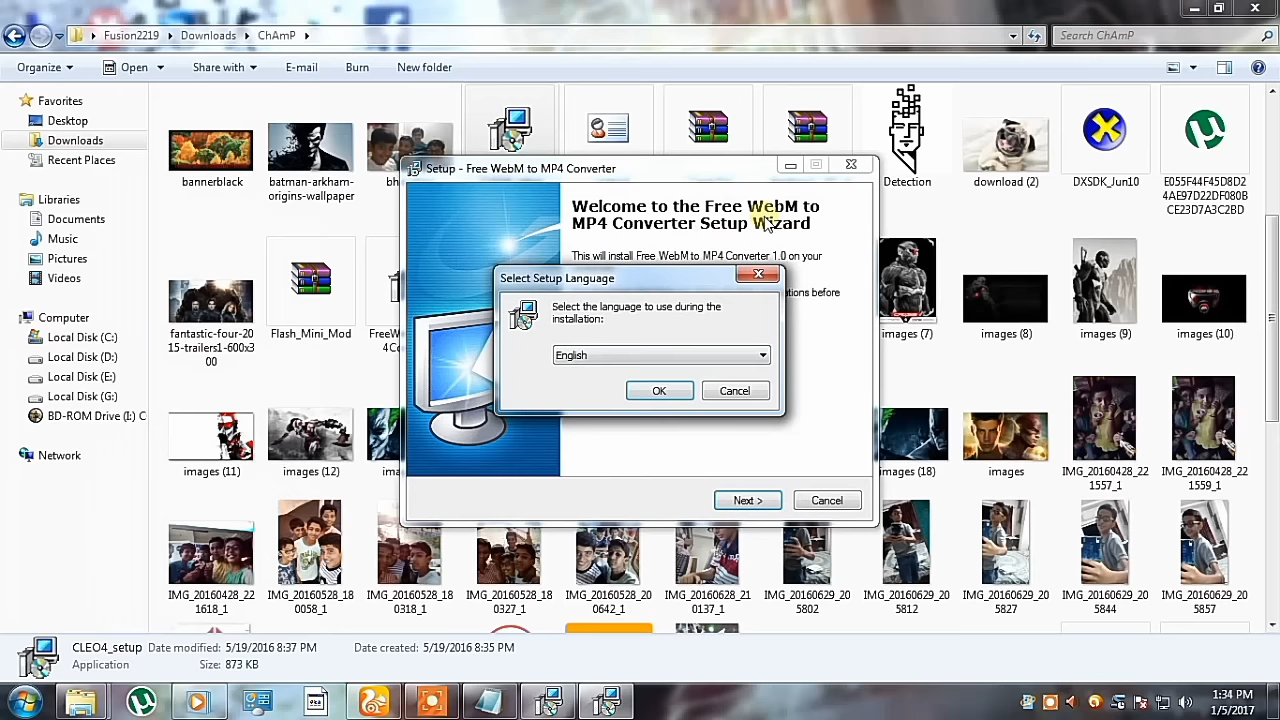 Fusion2219
Downloads
ChAmP
Search ChAmP
Organize
Open
Share with
E-mail
Burn
New folder
Favorites
Desktop
Downloads
Recent Places
Libraries
Documents
Music
Pictures
Videos
Computer
Local Disk (C:)
Local Disk (D:)
Local Disk (E:)
Local Disk (G:)
BD-ROM Drive (I:) C
Network
bannerblack
batman-arkham-
origins-wallpaper
bh
Detection
download (2)
DXSDK_Jun10
E055F44F45D8D2
4AE97D22DF080B
CE23D7A3C2BD
Setup - Free WebM to MP4 Converter
Welcome to the Free WebM to
MP4 Converter Setup Wizard
This will install Free WebM to MP4 Converter 1.0 on your
ations before
Select Setup Language
Select the language to use during the
installation:
English
OK
Cancel
Next >
Cancel
fantastic-four-20
15-trailers1-600x3
00
Flash_Mini_Mod
FreeW
4C
images (7)
images (8)
images (9)
images (10)
images (11)
images (12)
ima
ages (18)
images
IMG_20160428_22
1557_1
IMG_20160428_22
1559_1
IMG_20160428_22
1618_1
IMG_20160528_18
0058_1
IMG_20160528_18
0318_1
IMG_20160528_18
0327_1
IMG_20160528_20
0642_1
IMG_20160628_21
0137_1
IMG_20160629_20
5802
IMG_20160629_20
5812
IMG_20160629_20
5827
IMG_20160629_20
5844
IMG_20160629_20
5857
CLEO4_setup
Date modified: 5/19/2016 8:37 PM
Date created: 5/19/2016 8:35 PM
Application
Size: 873 KB
1:34 PM
1/5/2017